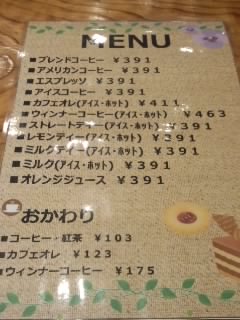 MENU
■ブレンドコーヒー ¥391
■アメリカンコーヒー ¥391
■エスプレッソ ¥391
■アイスコーヒー ¥391
■カフェオレ(アイス・ホット) ¥411
■ウィンナーコーヒー(アイス・ホット) ¥463
■ストレートティー(アイス・ホット) ¥391
■レモンティー(アイス・ホット) ¥391
■ミルクティー(アイス・ホット) ¥391
■ミルク(アイス・ホット) ¥391
■オレンジジュース ¥391
おかわり
■コーヒー・紅茶 ¥103
■カフェオレ ¥123
■ウィンナーコーヒー ¥175